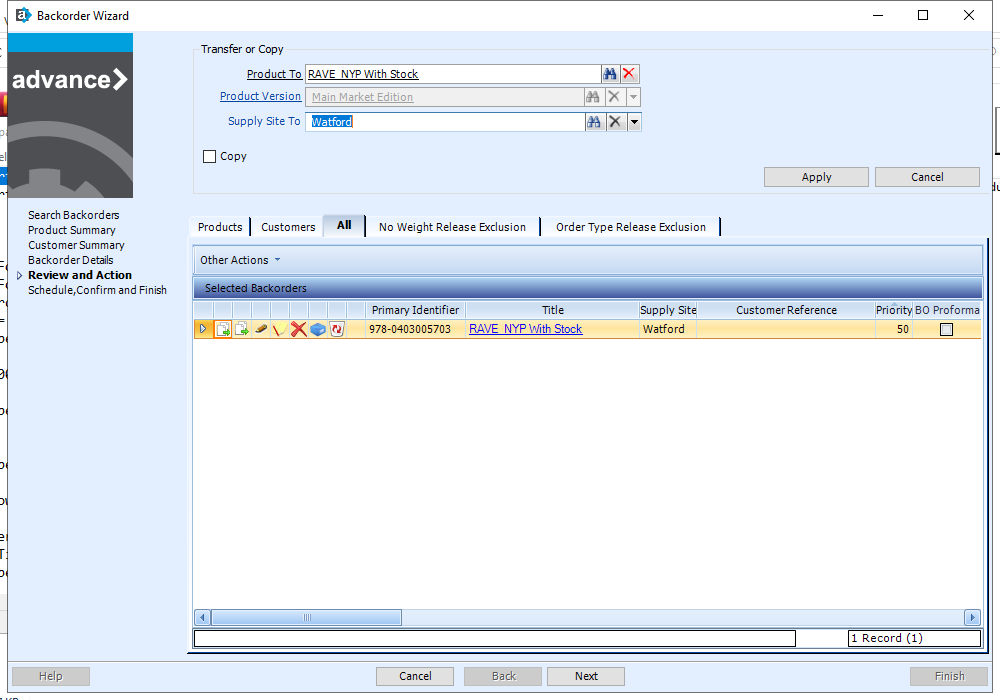 Backorder Wizard
advance
Transfer or Copy
Product To RAVE NYP With Stock
Product Version Main Market Edition
Supply Site To Watford
Copy
Apply Cancel
Search Backorders
Product Summary
Customer Summary
Backorder Details
Review and Action
Schedule,Confirm and Finish
Products Customers All No Weight Release Exclusion Order Type Release Exclusion
Other Actions
Selected Backorders
Primary Identifier Title Supply Site Customer Reference Priority BO Proforma
978-0403005703 RAVE NYP With Stock Watford 50
1 Record (1)
Help Cancel Back Next Finish